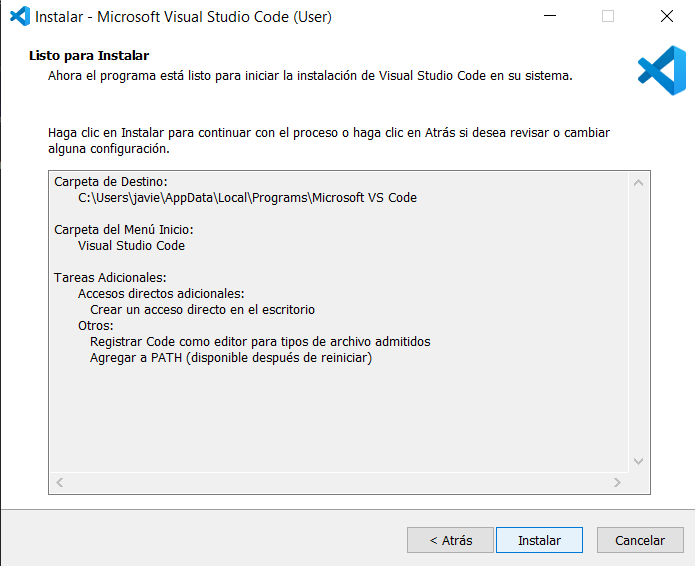 Instalar - Microsoft Visual Studio Code (User)
Listo para Instalar
Ahora el programa está listo para iniciar la instalación de Visual Studio Code en su sistema.
Haga clic en Instalar para continuar con el proceso o haga clic en Atrás si desea revisar o cambiar
alguna configuración.
Carpeta de Destino:
C:\Users\javie\AppData\Local\Programs\Microsoft VS Code
Carpeta del Menú Inicio:
Visual Studio Code
Tareas Adicionales:
Accesos directos adicionales:
Crear un acceso directo en el escritorio
Otros:
Registrar Code como editor para tipos de archivo admitidos
Agregar a PATH (disponible después de reiniciar)
< Atrás
Instalar
Cancelar